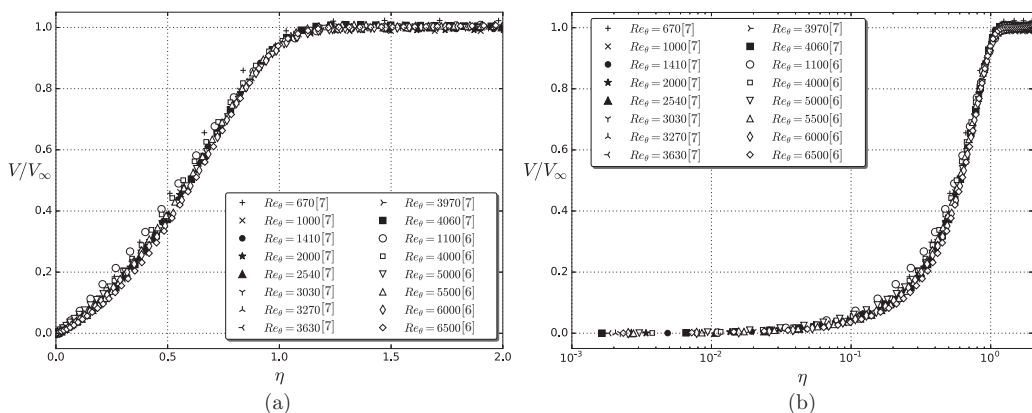 V/V∞
1.0
0.8
0.6
0.4
0.2
0.0
0.0 0.5 1.0 1.5 2.0
η
Reθ = 670[7]
Reθ = 1000[7]
Reθ = 1410[7]
Reθ = 2000[7]
Reθ = 2540[7]
Reθ = 3030[7]
Reθ = 3270[7]
Reθ = 3630[7]
Reθ = 3970[7]
Reθ = 4060[7]
Reθ = 1100[6]
Reθ = 4000[6]
Reθ = 5000[6]
Reθ = 5500[6]
Reθ = 6000[6]
Reθ = 6500[6]
(a)
V/V∞
1.0
0.8
0.6
0.4
0.2
0.0
10⁻³ 10⁻² 10⁻¹ 10⁰
η
Reθ = 670[7]
Reθ = 1000[7]
Reθ = 1410[7]
Reθ = 2000[7]
Reθ = 2540[7]
Reθ = 3030[7]
Reθ = 3270[7]
Reθ = 3630[7]
Reθ = 3970[7]
Reθ = 4060[7]
Reθ = 1100[6]
Reθ = 4000[6]
Reθ = 5000[6]
Reθ = 5500[6]
Reθ = 6000[6]
Reθ = 6500[6]
(b)